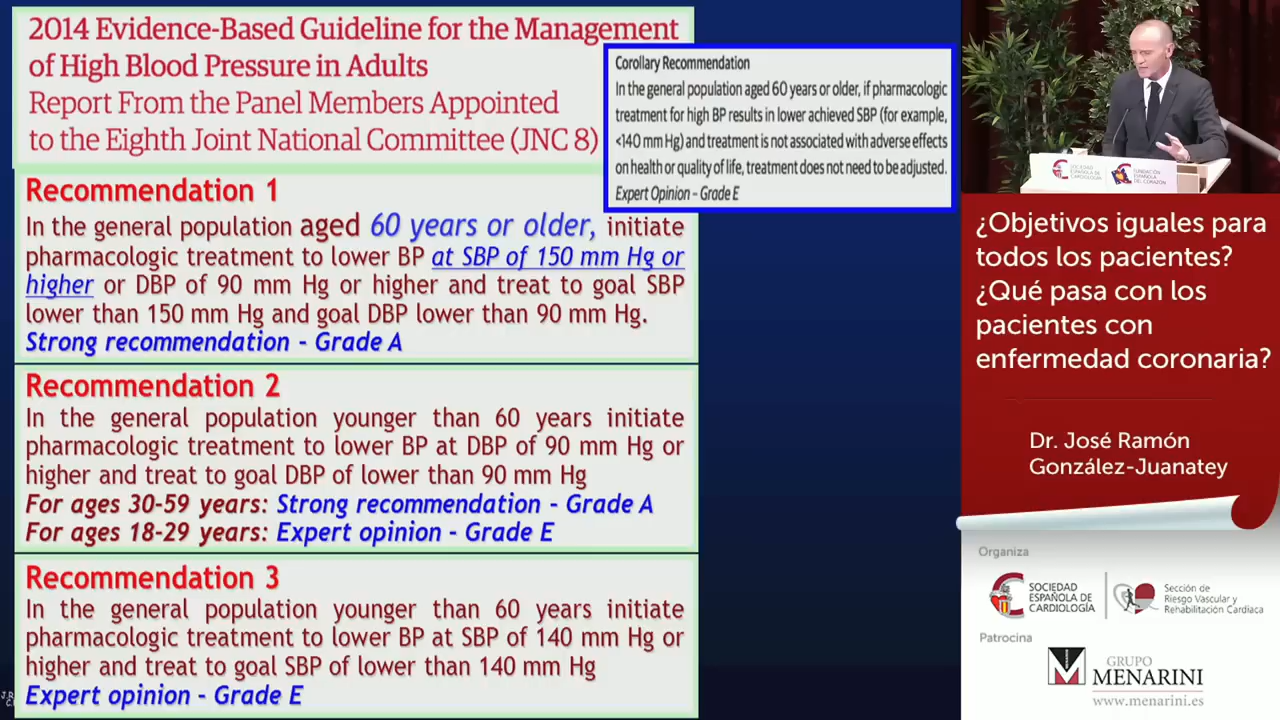 2014 Evidence-Based Guideline for the Management
of High Blood Pressure in Adults
Report From the Panel Members Appointed
to the Eighth Joint National Committee (JNC 8)
Corollary Recommendation
In the general population aged 60 years or older, if pharmacologic
treatment for high BP results in lower achieved SBP (for example,
<140 mm Hg) and treatment is not associated with adverse effects
on health or quality of life, treatment does not need to be adjusted.
Expert Opinion – Grade E
Recommendation 1
In the general population aged 60 years or older, initiate
pharmacologic treatment to lower BP at SBP of 150 mm Hg or
higher or DBP of 90 mm Hg or higher and treat to goal SBP
lower than 150 mm Hg and goal DBP lower than 90 mm Hg.
Strong recommendation – Grade A
Recommendation 2
In the general population younger than 60 years initiate
pharmacologic treatment to lower BP at DBP of 90 mm Hg or
higher and treat to goal DBP of lower than 90 mm Hg
For ages 30-59 years: Strong recommendation – Grade A
For ages 18-29 years: Expert opinion – Grade E
Recommendation 3
In the general population younger than 60 years initiate
pharmacologic treatment to lower BP at SBP of 140 mm Hg or
higher and treat to goal SBP of lower than 140 mm Hg
Expert opinion – Grade E
SOCIEDAD
ESPAÑOLA DE
CARDIOLOGÍA
FUNDACIÓN
ESPAÑOLA
DEL CORAZÓN
¿Objetivos iguales para
todos los pacientes?
¿Qué pasa con los
pacientes con
enfermedad coronaria?
Dr. José Ramón
González-Juanatey
Organiza
SOCIEDAD
ESPAÑOLA DE
CARDIOLOGÍA
Sección de
Riesgo Vascular y
Rehabilitación Cardiaca
Patrocina
GRUPO
MENARINI
www.menarini.es